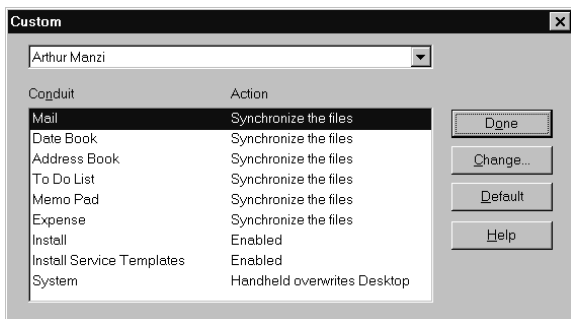 Custom
Arthur Manzi
Conduit Action
Mail Synchronize the files
Date Book Synchronize the files
Address Book Synchronize the files
To Do List Synchronize the files
Memo Pad Synchronize the files
Expense Synchronize the files
Install Enabled
Install Service Templates Enabled
System Handheld overwrites Desktop
Done
Change...
Default
Help